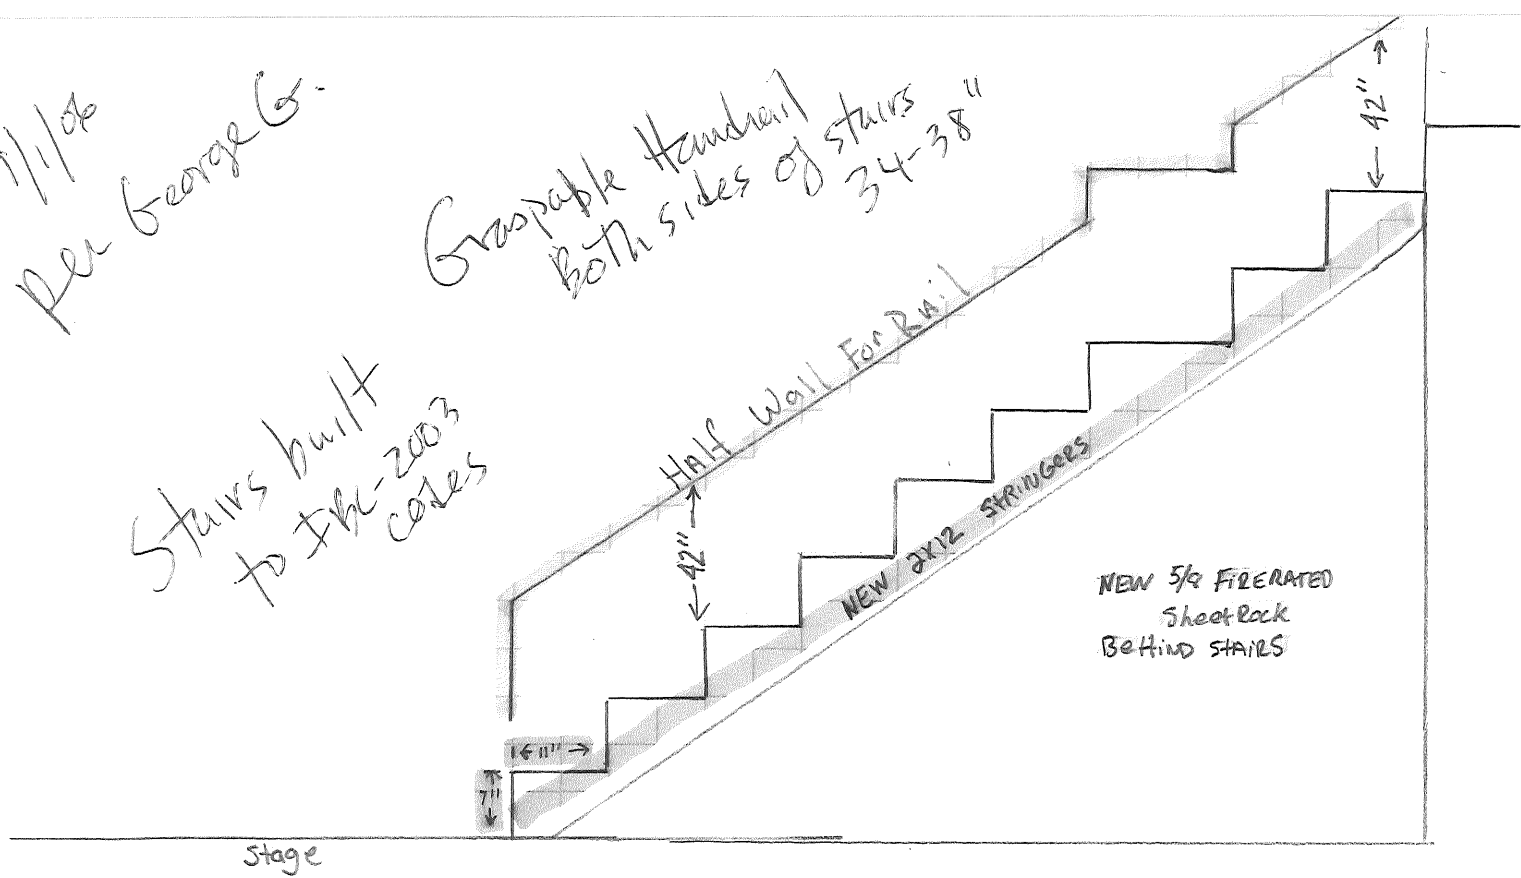 1/1/06
per George G.
Graspable Handrail
Both sides of stairs
34-38"
42"
Half Wall For Rail
Stairs built
to IBC-2003
codes
42"
NEW 2x12 STRINGERS
NEW 5/8 FIRERATED
SheetRock
BeHIND STAIRS
11"
7"
Stage